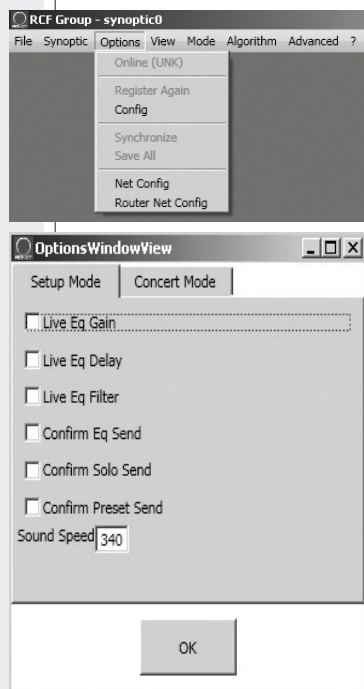 RCF Group - synoptic0
File Synoptic Options View Mode Algorithm Advanced ?
Online (UNK)
Register Again
Config
Synchronize
Save All
Net Config
Router Net Config
OptionsWindowView
Setup Mode Concert Mode
Live Eq Gain
Live Eq Delay
Live Eq Filter
Confirm Eq Send
Confirm Solo Send
Confirm Preset Send
Sound Speed 340
OK